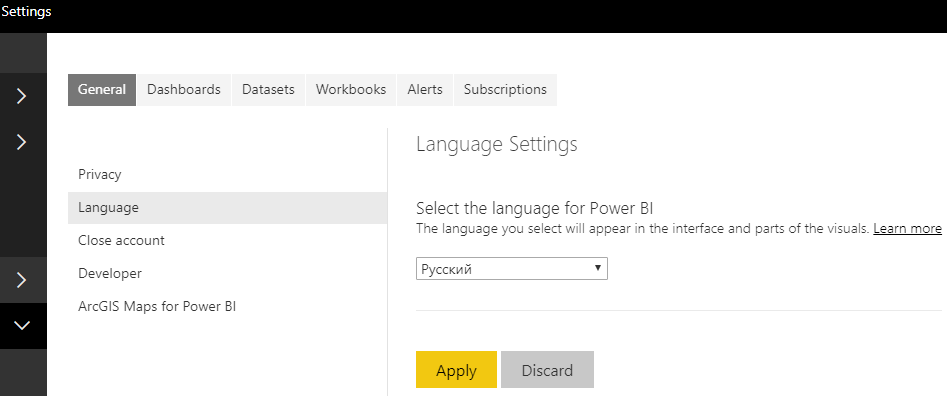 Settings
General Dashboards Datasets Workbooks Alerts Subscriptions
Privacy
Language
Close account
Developer
ArcGIS Maps for Power BI
Language Settings
Select the language for Power BI
The language you select will appear in the interface and parts of the visuals. Learn more
Русский
Apply Discard